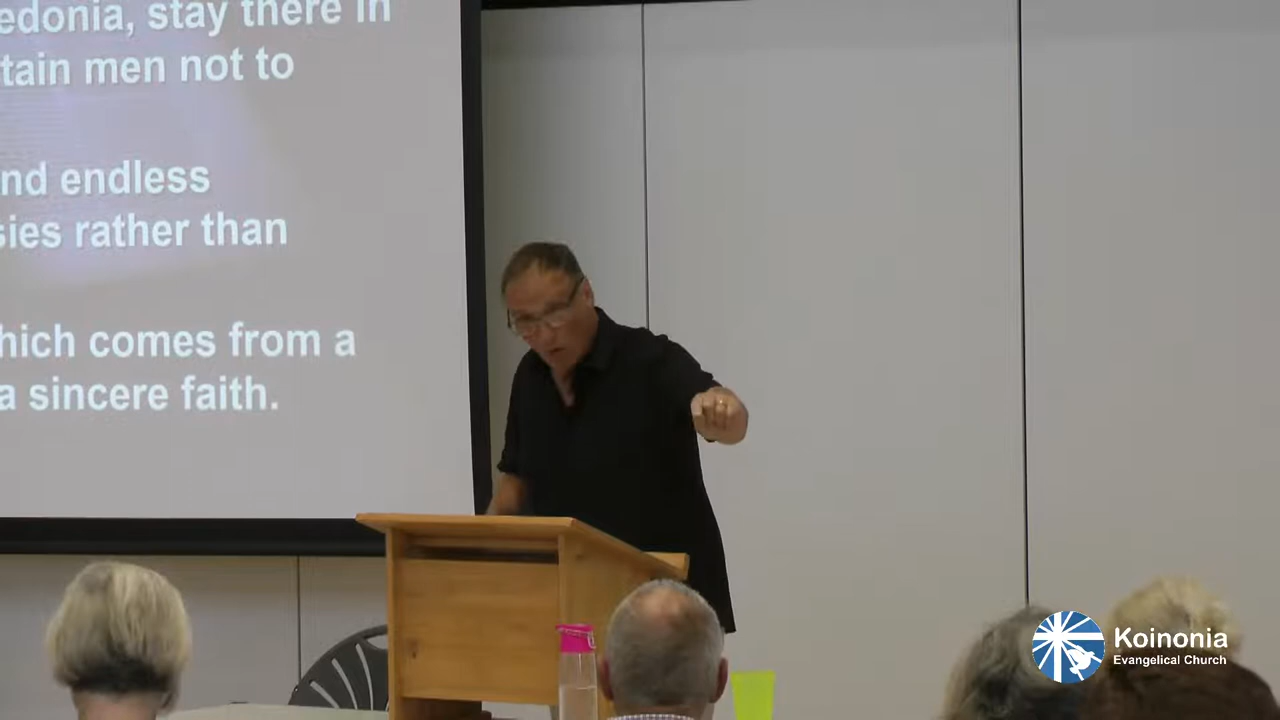 edonia, stay there in
tain men not to
nd endless
sies rather than
hich comes from a
a sincere faith.
Koinonia
Evangelical Church